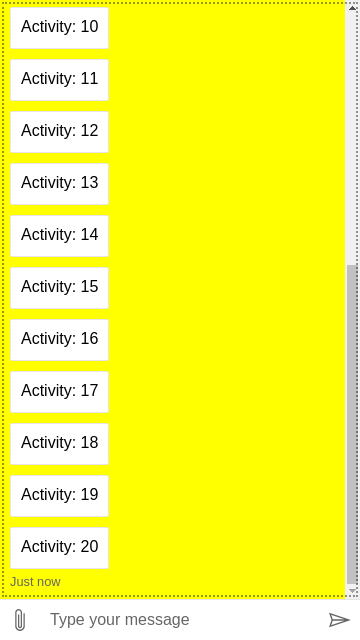 Activity: 10
Activity: 11
Activity: 12
Activity: 13
Activity: 14
Activity: 15
Activity: 16
Activity: 17
Activity: 18
Activity: 19
Activity: 20
Just now
Type your message